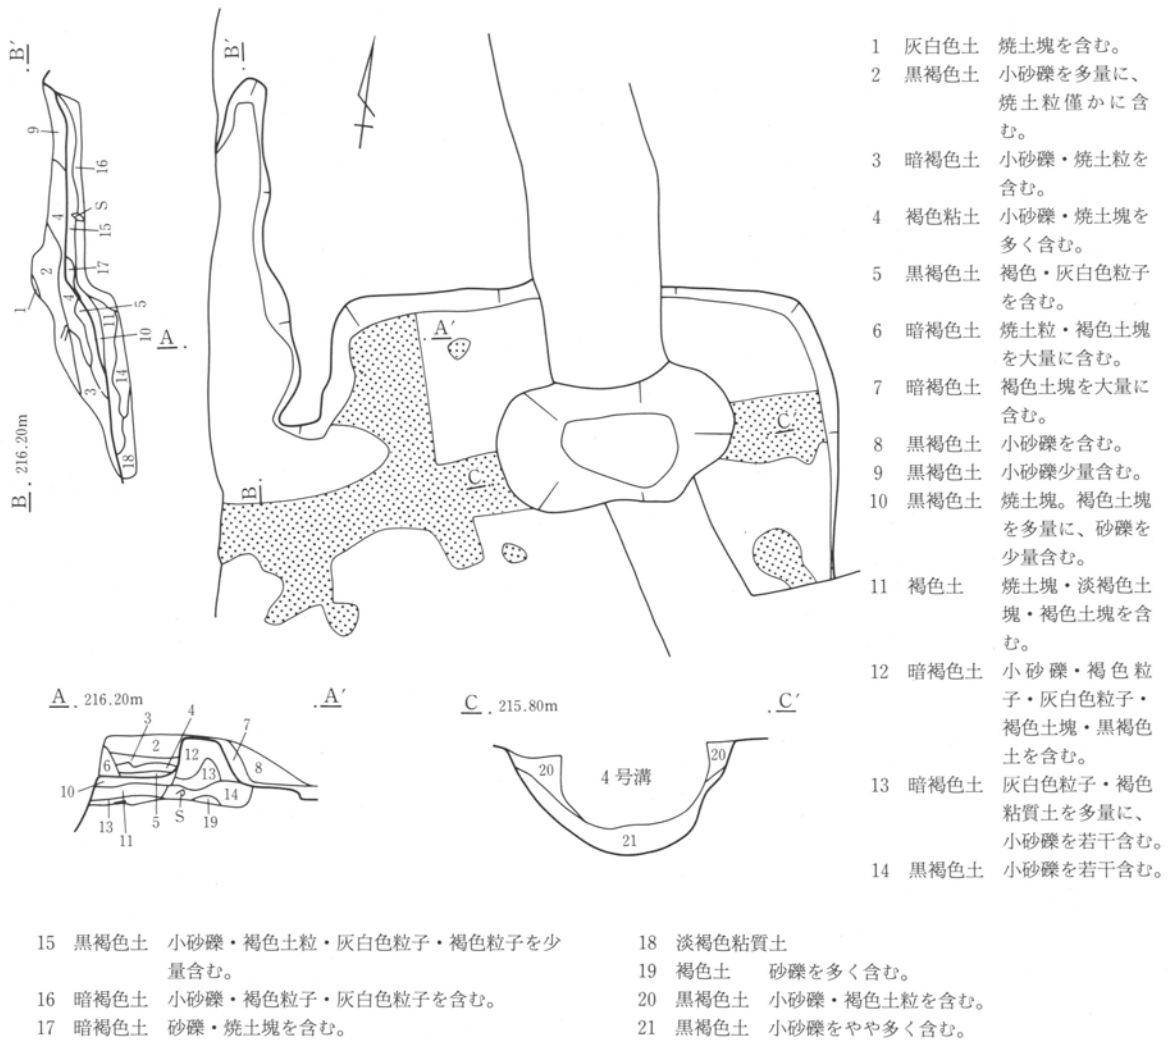 B′
B′
9
16
S
4
15
2
17
4
5
1
11
10
A
A′
3
14
C′
C
B
18
B 216.20m
1 灰白色土 焼土塊を含む。
2 黒褐色土 小砂礫を多量に、
焼土粒僅かに含
む。
3 暗褐色土 小砂礫・焼土粒を
含む。
4 褐色粘土 小砂礫・焼土塊を
多く含む。
5 黒褐色土 褐色・灰白色粒子
を含む。
6 暗褐色土 焼土粒・褐色土塊
を大量に含む。
7 暗褐色土 褐色土塊を大量に
含む。
8 黒褐色土 小砂礫を含む。
9 黒褐色土 小砂礫少量含む。
10 黒褐色土 焼土塊。褐色土塊
を多量に、砂礫を
少量含む。
11 褐色土 焼土塊・淡褐色土
塊・褐色土塊を含
む。
12 暗褐色土 小砂礫・褐色粒
子・灰白色粒子・
褐色土塊・黒褐色
土を含む。
13 暗褐色土 灰白色粒子・褐色
粘質土を多量に、
小砂礫を若干含む。
14 黒褐色土 小砂礫を若干含む。
A 216.20m A′
3 4 7
2 12
6 13 8
10 14
13 5 S 19
11
C 215.80m C′
20 20
4号溝
21
15 黒褐色土 小砂礫・褐色土粒・灰白色粒子・褐色粒子を少
量含む。
16 暗褐色土 小砂礫・褐色粒子・灰白色粒子を含む。
17 暗褐色土 砂礫・焼土塊を含む。
18 淡褐色粘質土
19 褐色土 砂礫を多く含む。
20 黒褐色土 小砂礫・褐色土粒を含む。
21 黒褐色土 小砂礫をやや多く含む。